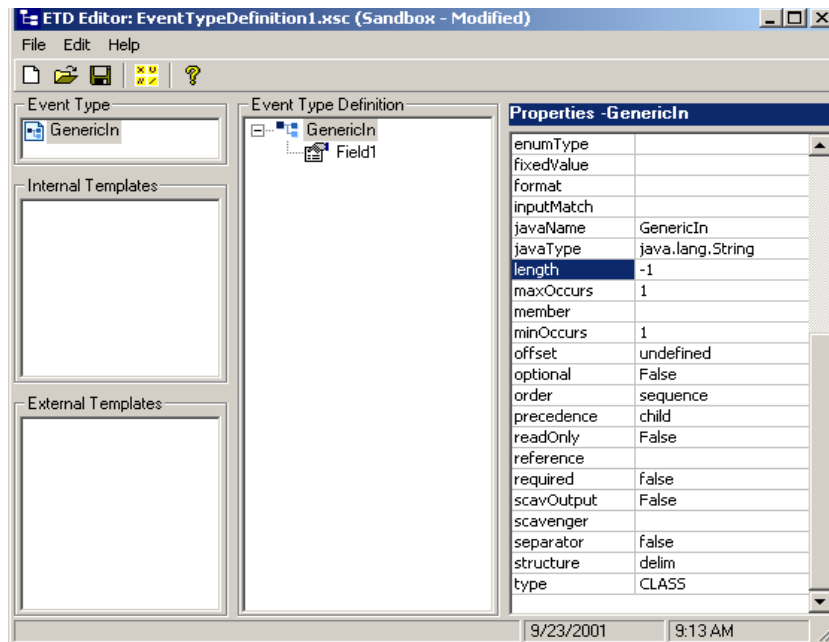 ETD Editor: EventTypeDefinition1.xsc (Sandbox - Modified)
File Edit Help
Event Type
GenericIn
Internal Templates
External Templates
Event Type Definition
GenericIn
Field1
Properties -GenericIn
enumType
fixedValue
format
inputMatch
javaName GenericIn
javaType java.lang.String
length -1
maxOccurs 1
member
minOccurs 1
offset undefined
optional False
order sequence
precedence child
readOnly False
reference
required false
scavOutput False
scavenger
separator false
structure delim
type CLASS
9/23/2001 9:13 AM